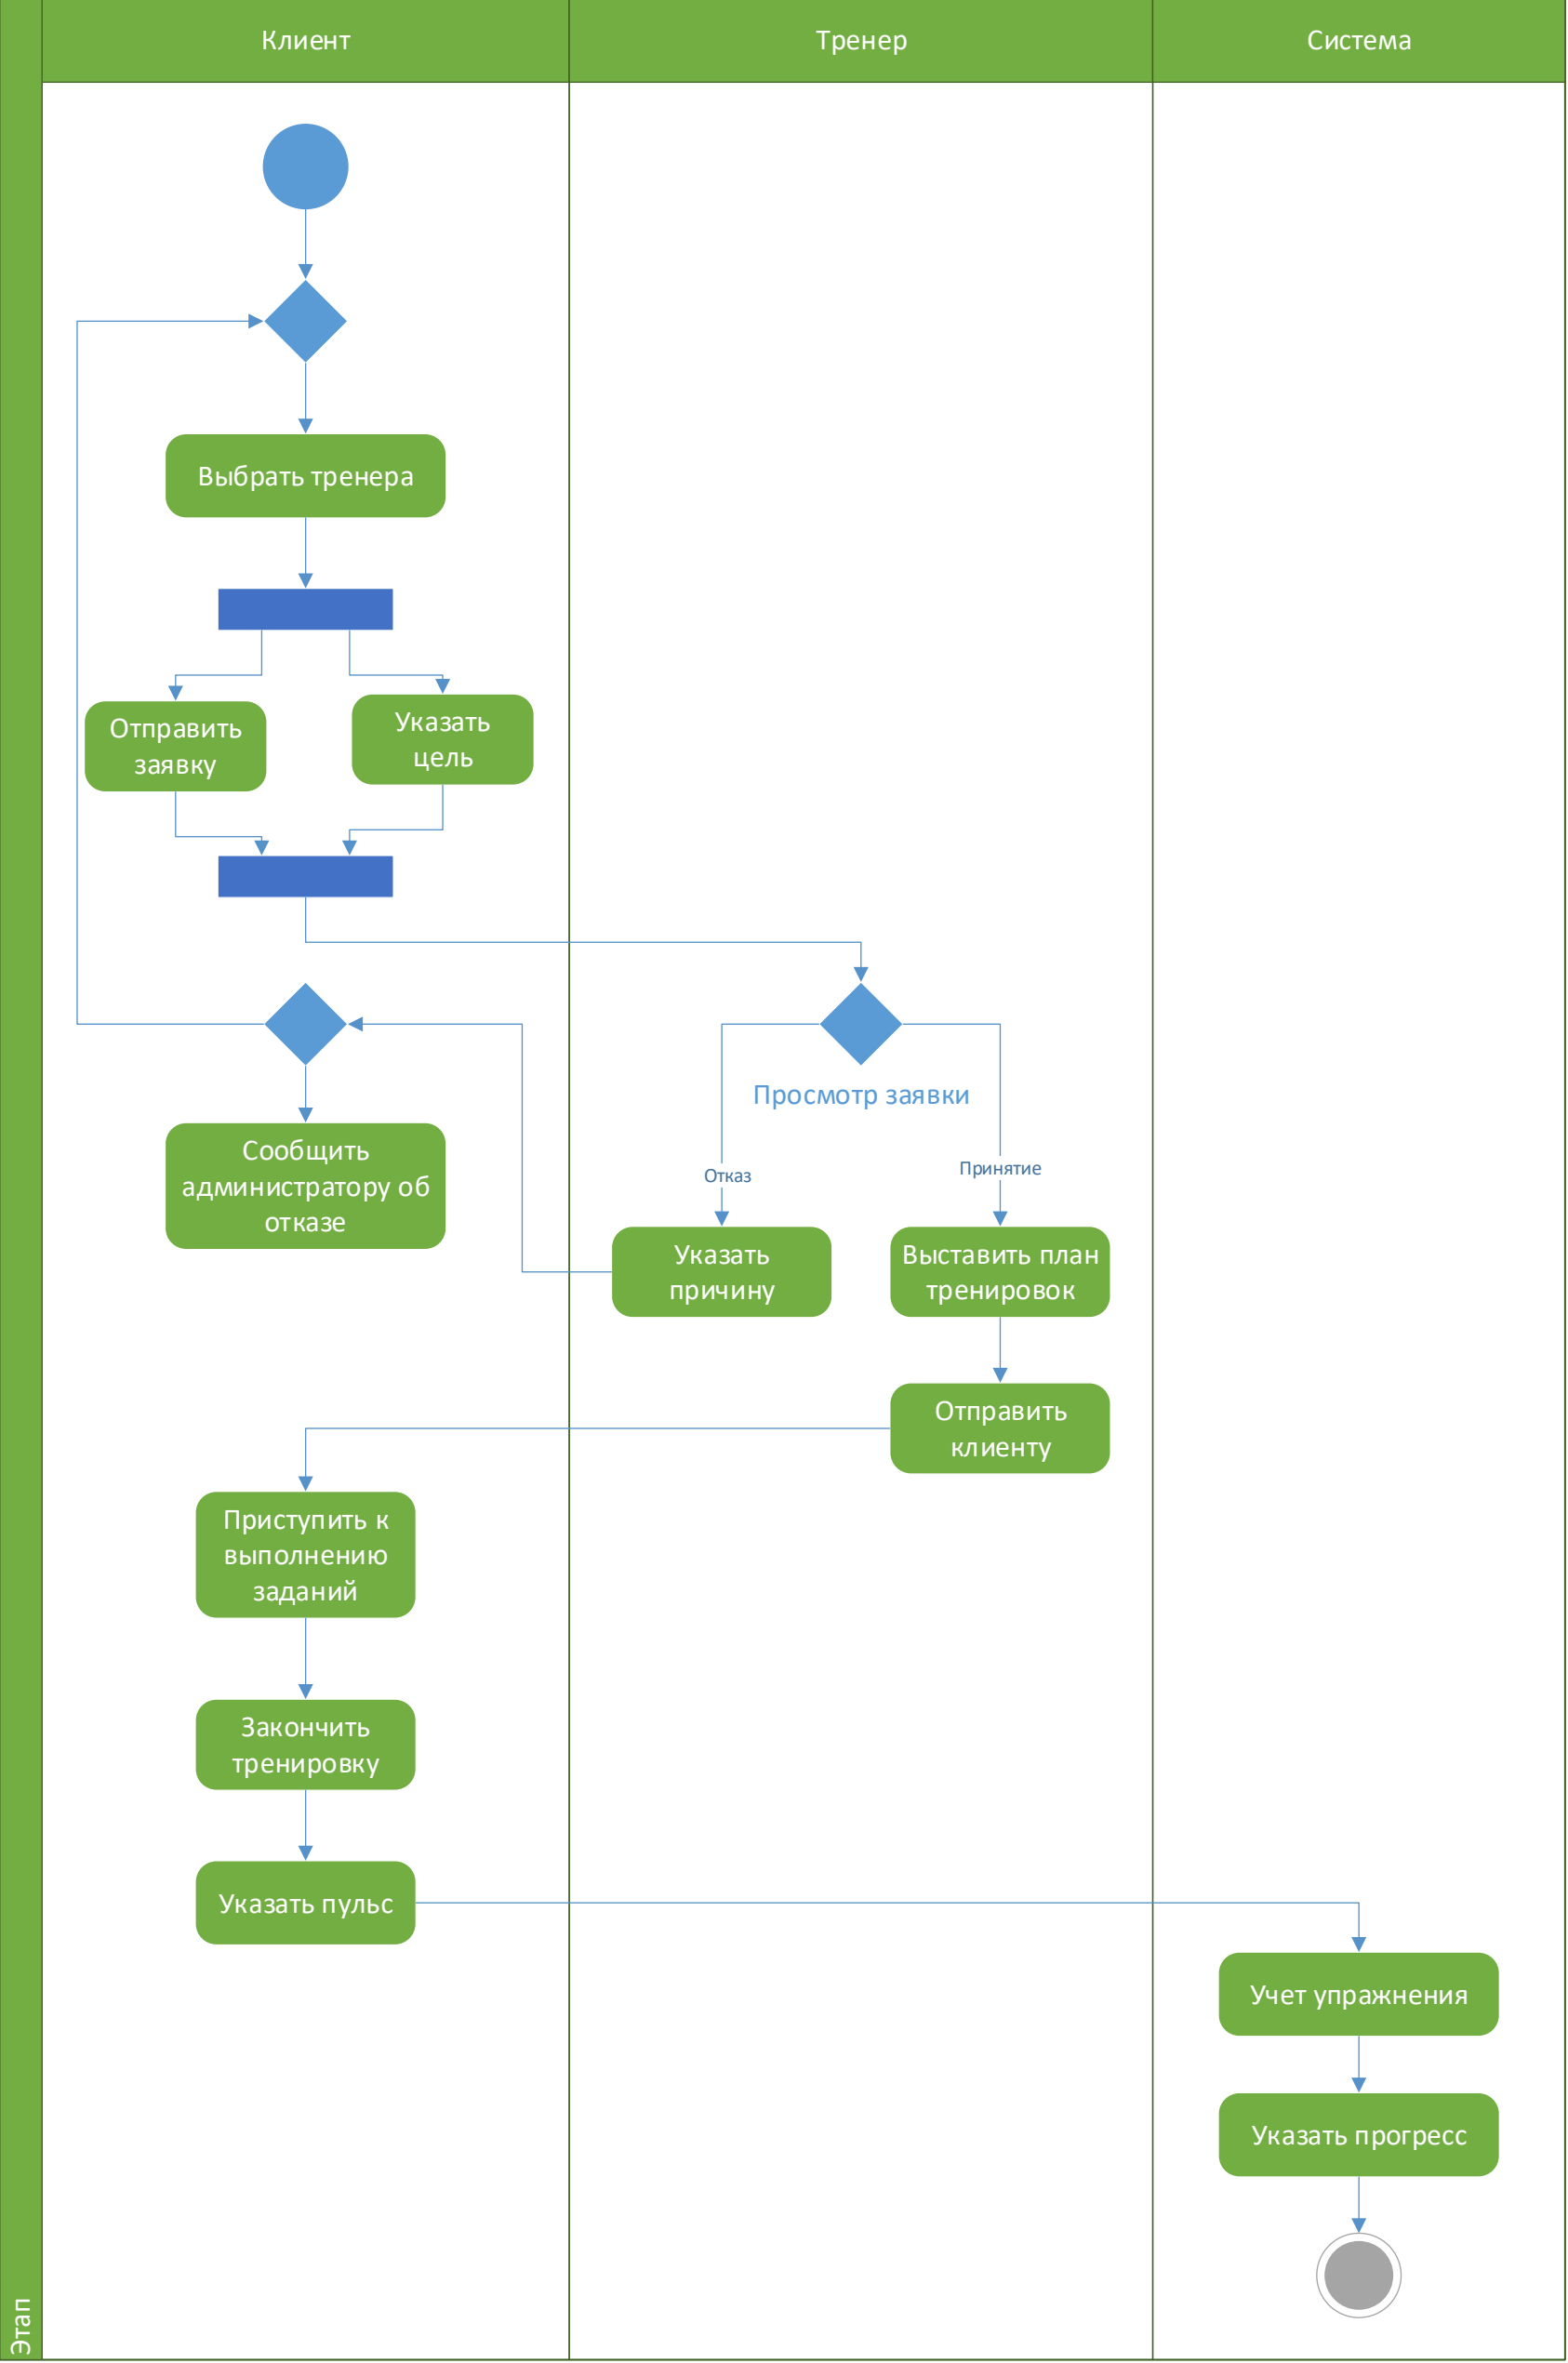 Клиент
Тренер
Система
Выбрать тренера
Отправить
заявку
Указать
цель
Просмотр заявки
Сообщить
администратору об
отказе
Отказ
Принятие
Указать
причину
Выставить план
тренировок
Отправить
клиенту
Приступить к
выполнению
заданий
Закончить
тренировку
Указать пульс
Учет упражнения
Указать прогресс
Этап